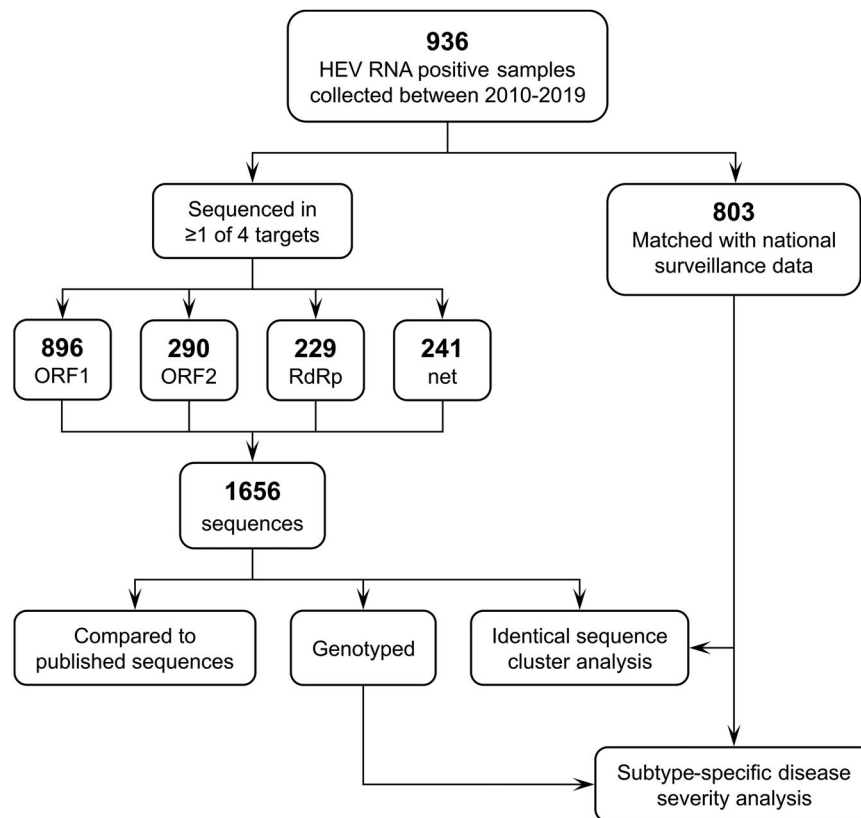 936
HEV RNA positive samples
collected between 2010-2019
Sequenced in
≥1 of 4 targets
803
Matched with national
surveillance data
896
ORF1
290
ORF2
229
RdRp
241
net
1656
sequences
Compared to
published sequences
Genotyped
Identical sequence
cluster analysis
Subtype-specific disease
severity analysis